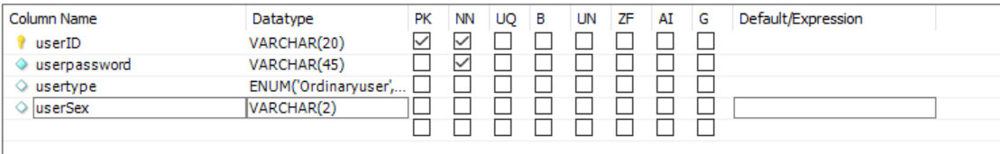 Column Name Datatype PK NN UQ B UN ZF AI G Default/Expression
userID VARCHAR(20)
userpassword VARCHAR(45)
usertype ENUM('Ordinaryuser',...
userSex VARCHAR(2)